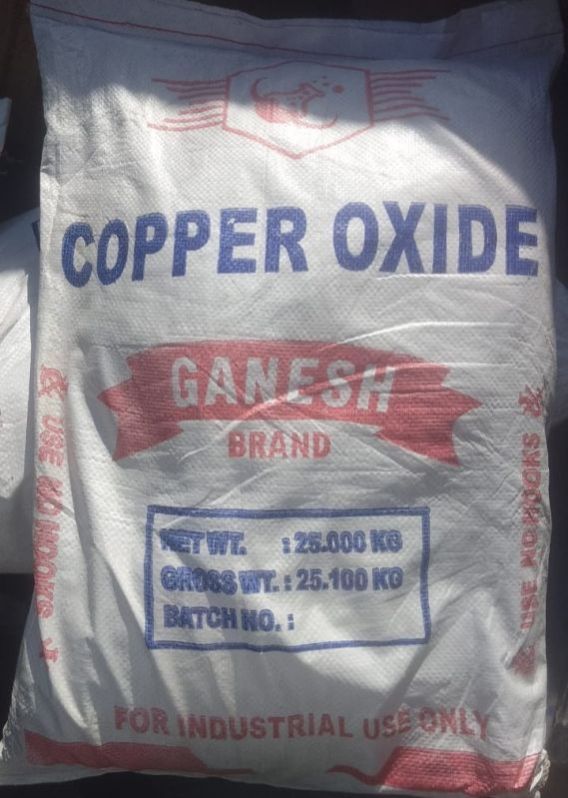 COPPER OXIDE
GANESH
BRAND
NET WT. : 25.000 KG
GROSS WT. : 25.100 KG
BATCH NO. :
FOR INDUSTRIAL USE ONLY
USE NO HOOKS
USE NO HOOKS